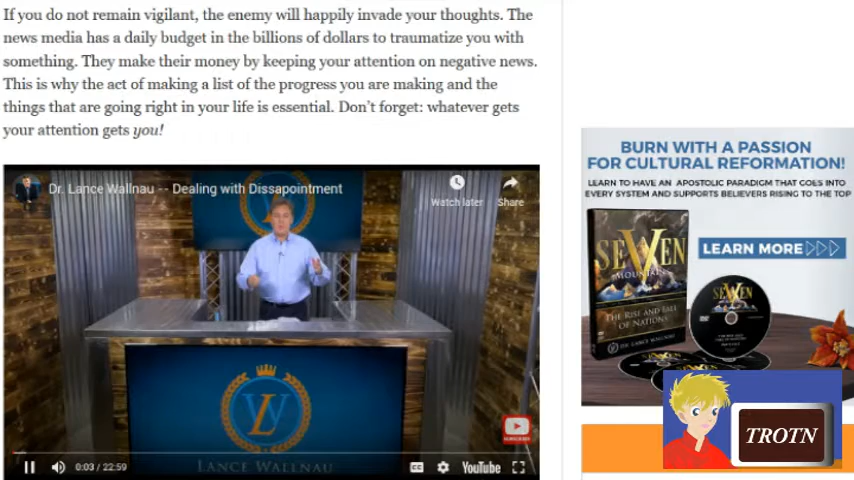 If you do not remain vigilant, the enemy will happily invade your thoughts. The
news media has a daily budget in the billions of dollars to traumatize you with
something. They make their money by keeping your attention on negative news.
This is why the act of making a list of the progress you are making and the
things that are going right in your life is essential. Don't forget: whatever gets
your attention gets you!
Dr. Lance Wallnau -- Dealing with Dissapointment
Watch later
Share
LW
LANCE WALLNAU
SUBSCRIBE
0:03 / 22:59
CC
YouTube
BURN WITH A PASSION
FOR CULTURAL REFORMATION!
LEARN TO HAVE AN APOSTOLIC PARADIGM THAT GOES INTO
EVERY SYSTEM AND SUPPORTS BELIEVERS RISING TO THE TOP
LEARN MORE
SEVEN
MOUNTAINS
THE RISE AND FALL
OF NATIONS
DR. LANCE WALLNAU
SEVEN
SEVEN
TROTN